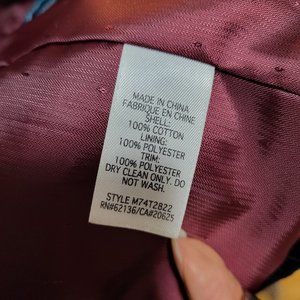 MADE IN CHINA
FABRIQUE EN CHINE
SHELL:
100% COTTON
LINING:
100% POLYESTER
TRIM:
100% POLYESTER
DRY CLEAN ONLY. DO
NOT WASH.
STYLE M74T2822
RN#62136/CA#20625